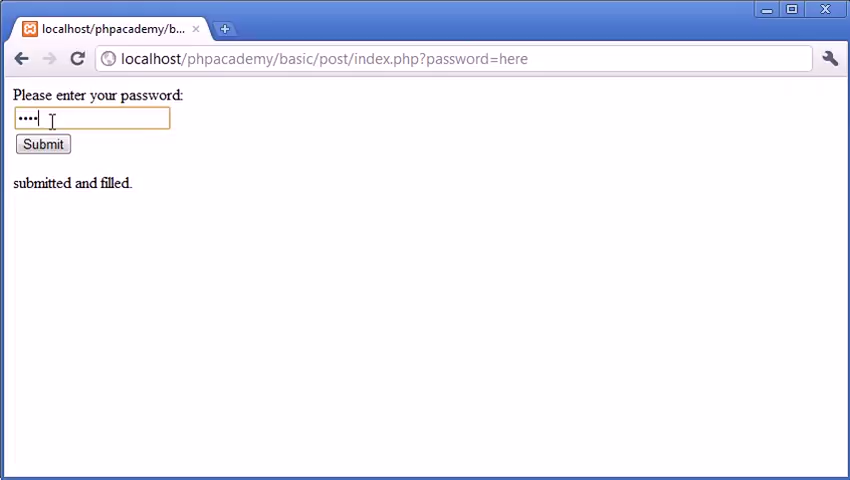 localhost/phpacademy/b...
localhost/phpacademy/basic/post/index.php?password=here
Please enter your password:
••••
Submit
submitted and filled.